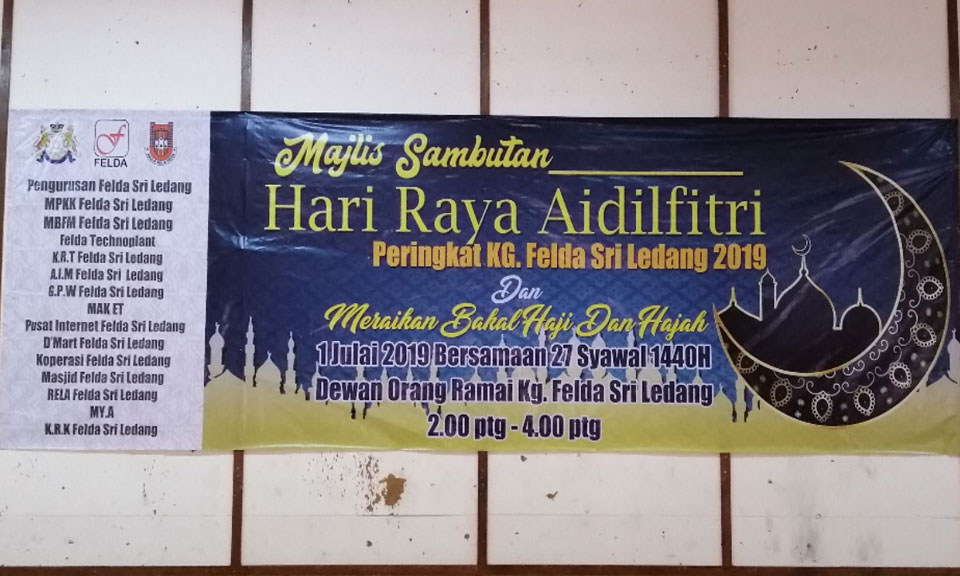 FELDA
Pengurusan Felda Sri Ledang
MPKK Felda Sri Ledang
MBFM Felda Sri Ledang
Felda Technoplant
K.R.T Felda Sri Ledang
A.I.M Felda Sri Ledang
G.P.W Felda Sri Ledang
MAK ET
Pusat Internet Felda Sri Ledang
D'Mart Felda Sri Ledang
Koperasi Felda Sri Ledang
Masjid Felda Sri Ledang
RELA Felda Sri Ledang
MY.A
K.R.K Felda Sri Ledang
Majlis Sambutan
Hari Raya Aidilfitri
Peringkat KG. Felda Sri Ledang 2019
Dan
Meraikan Bakal Haji Dan Hajah
1 Julai 2019 Bersamaan 27 Syawal 1440H
Dewan Orang Ramai Kg. Felda Sri Ledang
2.00 ptg - 4.00 ptg